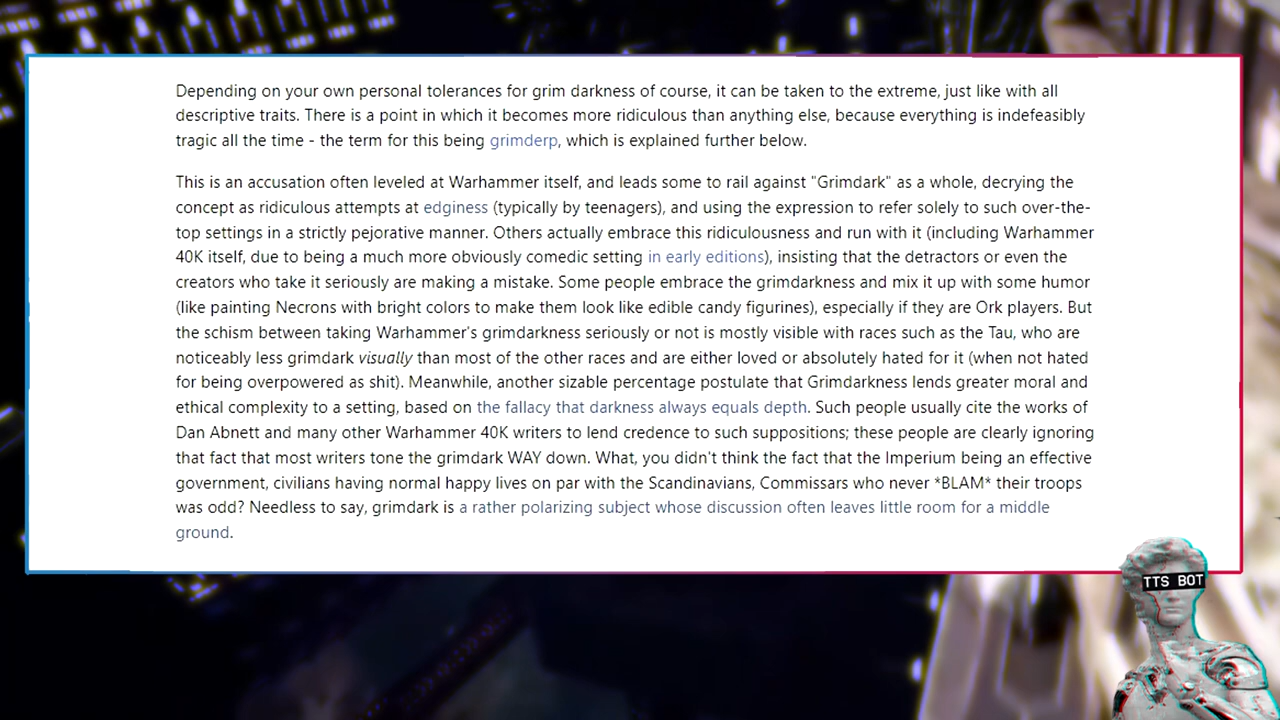 Depending on your own personal tolerances for grim darkness of course, it can be taken to the extreme, just like with all
descriptive traits. There is a point in which it becomes more ridiculous than anything else, because everything is indefeasibly
tragic all the time - the term for this being grimderp, which is explained further below.
This is an accusation often leveled at Warhammer itself, and leads some to rail against "Grimdark" as a whole, decrying the
concept as ridiculous attempts at edginess (typically by teenagers), and using the expression to refer solely to such over-the-
top settings in a strictly pejorative manner. Others actually embrace this ridiculousness and run with it (including Warhammer
40K itself, due to being a much more obviously comedic setting in early editions), insisting that the detractors or even the
creators who take it seriously are making a mistake. Some people embrace the grimdarkness and mix it up with some humor
(like painting Necrons with bright colors to make them look like edible candy figurines), especially if they are Ork players. But
the schism between taking Warhammer's grimdarkness seriously or not is mostly visible with races such as the Tau, who are
noticeably less grimdark visually than most of the other races and are either loved or absolutely hated for it (when not hated
for being overpowered as shit). Meanwhile, another sizable percentage postulate that Grimdarkness lends greater moral and
ethical complexity to a setting, based on the fallacy that darkness always equals depth. Such people usually cite the works of
Dan Abnett and many other Warhammer 40K writers to lend credence to such suppositions; these people are clearly ignoring
that fact that most writers tone the grimdark WAY down. What, you didn't think the fact that the Imperium being an effective
government, civilians having normal happy lives on par with the Scandinavians, Commissars who never *BLAM* their troops
was odd? Needless to say, grimdark is a rather polarizing subject whose discussion often leaves little room for a middle
ground.
TTS BOT